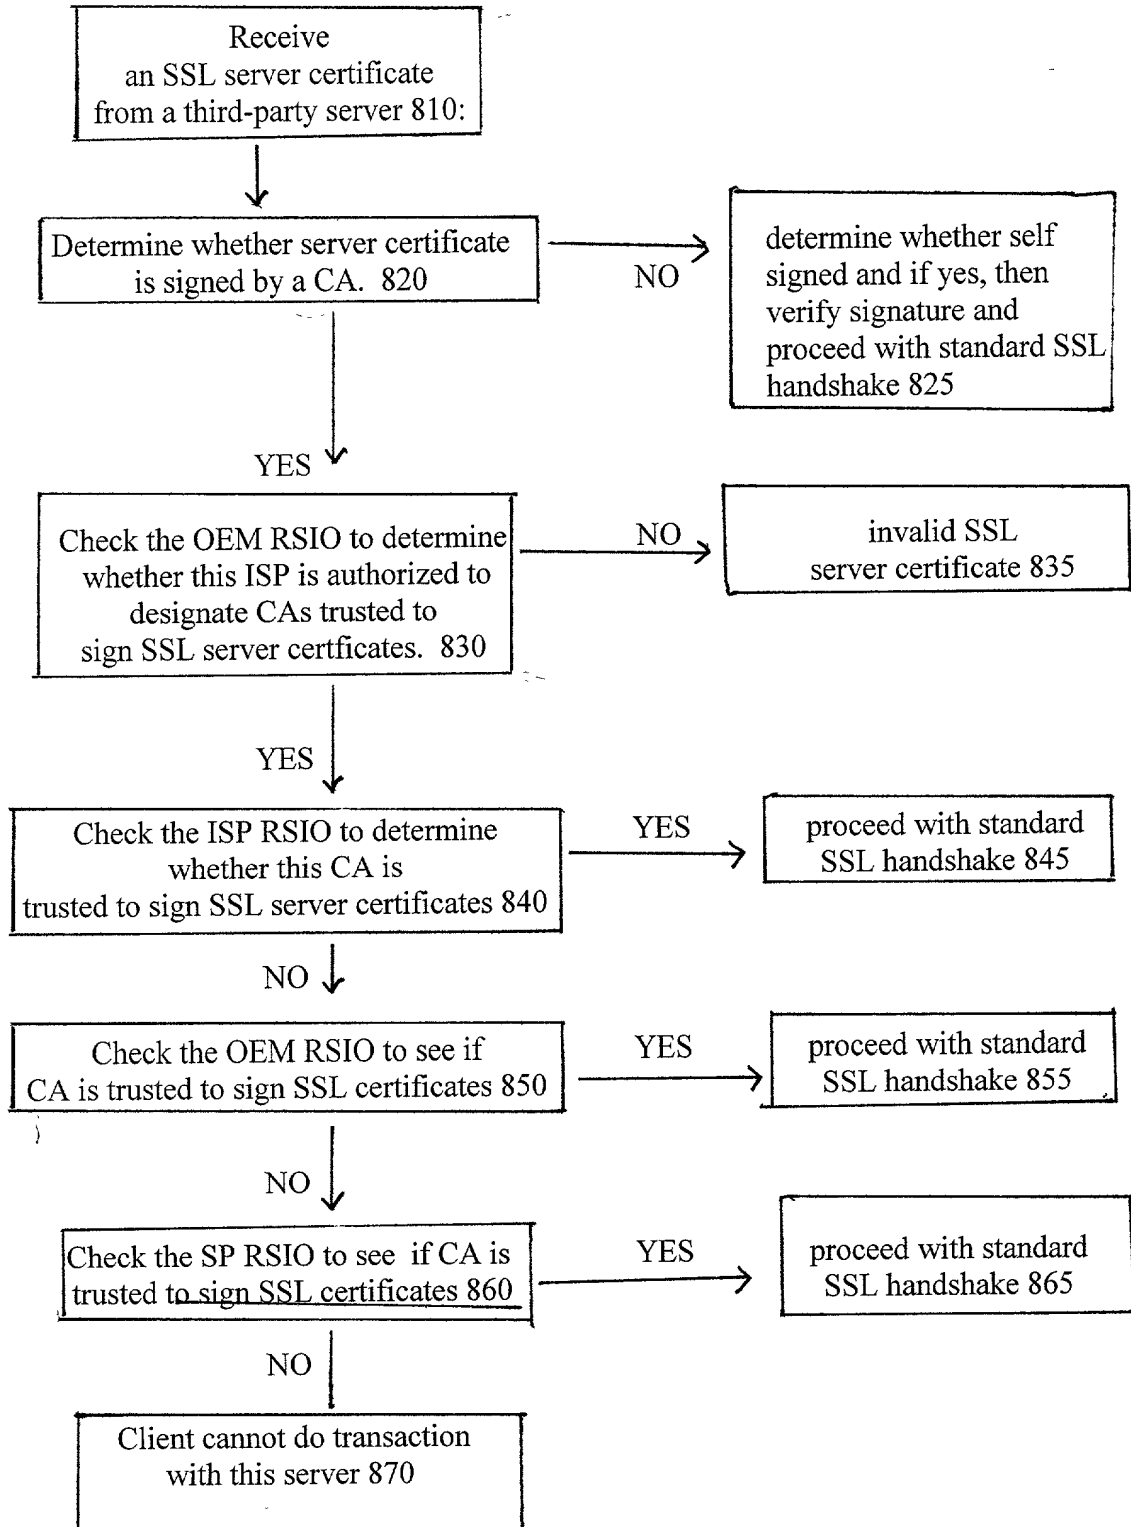 Receive
an SSL server certificate
from a third-party server 810:
Determine whether server certificate
is signed by a CA. 820
NO
determine whether self
signed and if yes, then
verify signature and
proceed with standard SSL
handshake 825
YES
Check the OEM RSIO to determine
whether this ISP is authorized to
designate CAs trusted to
sign SSL server certficates. 830
NO
invalid SSL
server certificate 835
YES
Check the ISP RSIO to determine
whether this CA is
trusted to sign SSL server certificates 840
YES
proceed with standard
SSL handshake 845
NO
Check the OEM RSIO to see if
CA is trusted to sign SSL certificates 850
YES
proceed with standard
SSL handshake 855
NO
Check the SP RSIO to see if CA is
trusted to sign SSL certificates 860
YES
proceed with standard
SSL handshake 865
NO
Client cannot do transaction
with this server 870